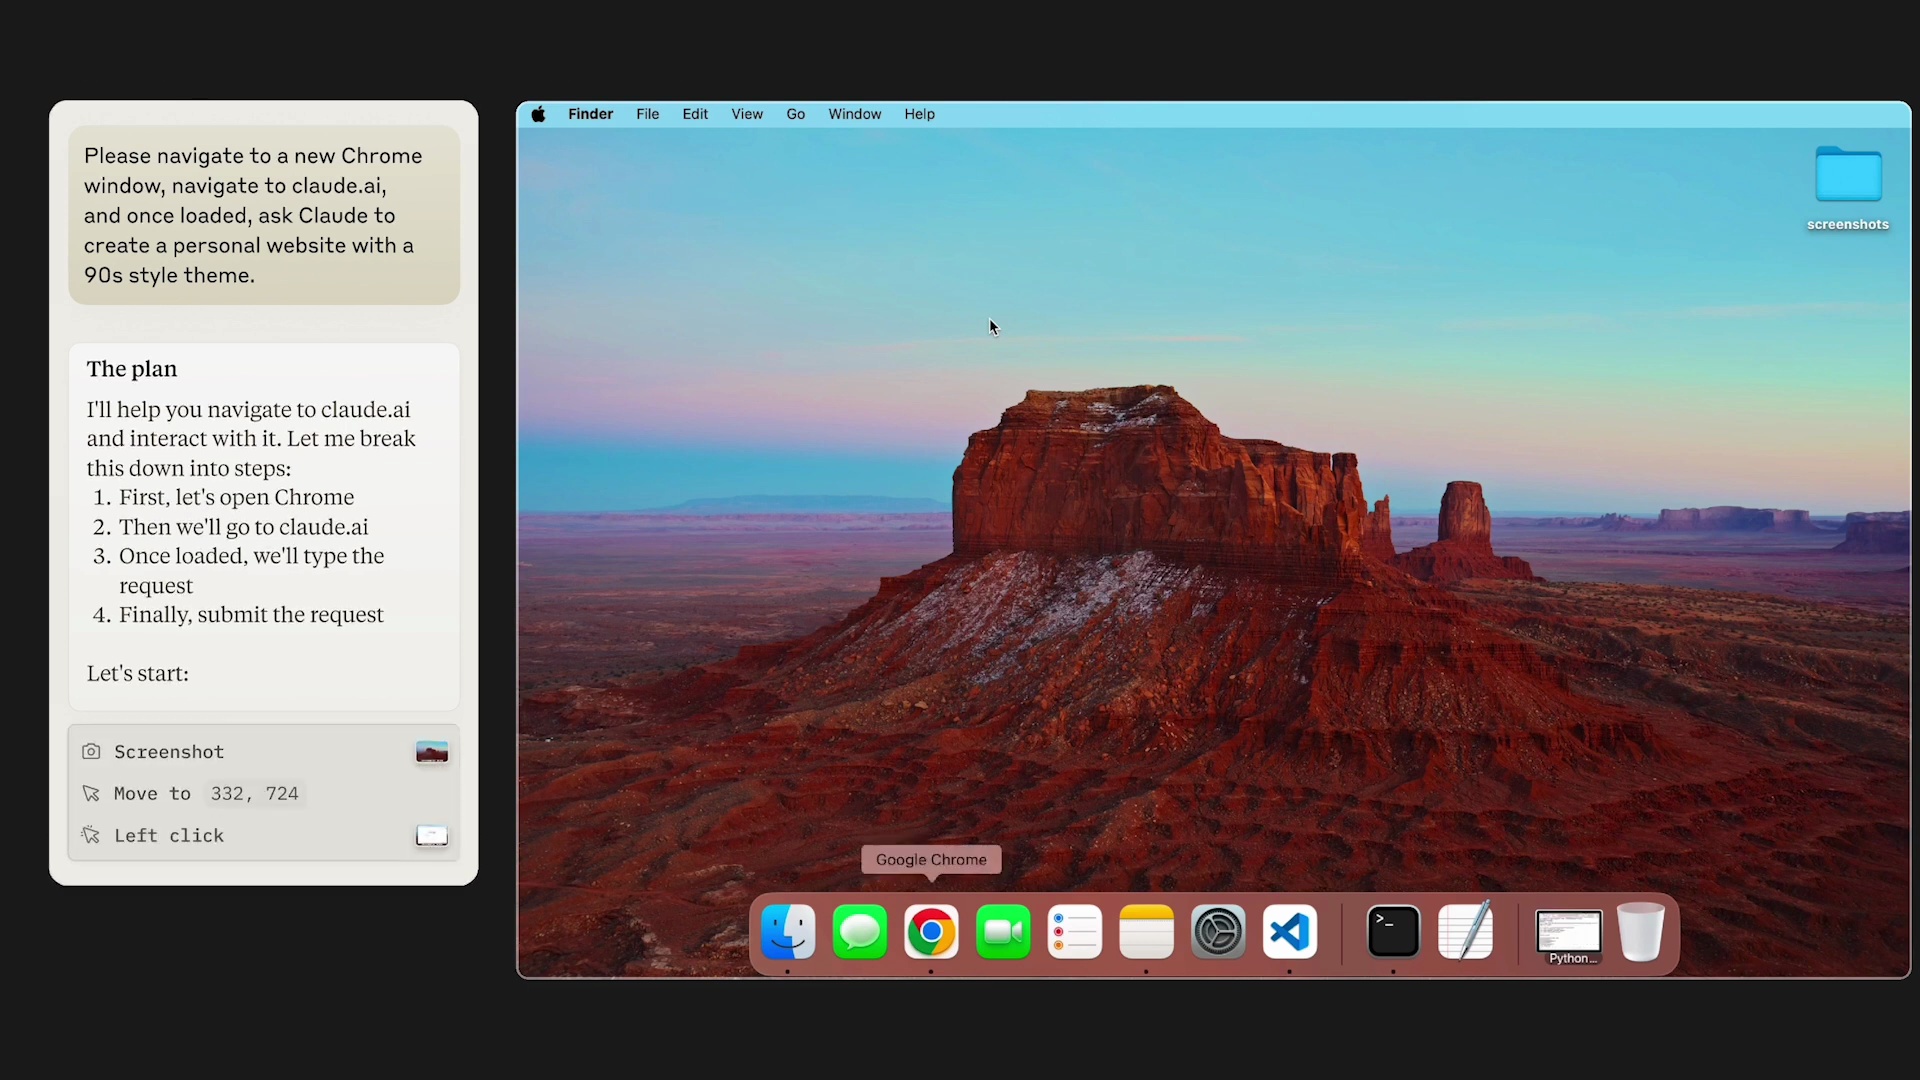 Please navigate to a new Chrome
window, navigate to claude.ai,
and once loaded, ask Claude to
create a personal website with a
90s style theme.
The plan
I'll help you navigate to claude.ai
and interact with it. Let me break
this down into steps:
1. First, let's open Chrome
2. Then we'll go to claude.ai
3. Once loaded, we'll type the
request
4. Finally, submit the request
Let's start:
Screenshot
Move to 332, 724
Left click
Finder File Edit View Go Window Help
screenshots
Google Chrome
>_
Python...